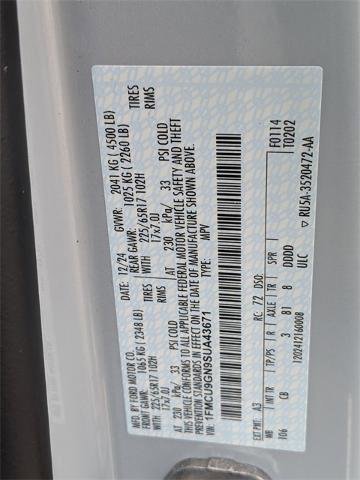 MFD. BY FORD MOTOR CO.
DATE: 12/24 GVWR: 2041 KG ( 4500 LB)
FRONT GAWR: 1065 KG ( 2348 LB) REAR GAWR: 1025 KG ( 2260 LB)
WITH 225/65R17 102H TIRES WITH 225/65R17 102H TIRES
17x7.0J RIMS 17x7.0J RIMS
AT 230 kPa/ 33 PSI COLD AT 230 kPa/ 33 PSI COLD
THIS VEHICLE CONFORMS TO ALL APPLICABLE FEDERAL MOTOR VEHICLE SAFETY AND THEFT
PREVENTION STANDARDS IN EFFECT ON THE DATE OF MANUFACTURE SHOWN ABOVE.
VIN: 1FMCU9GN9SUA43671
TYPE: MPV
F0114
T0202
EXT PNT: A3 RC: 72 DSO:
WB INT TR TP/PS R AXLE TR SPR
106 CB 3 81 8 DDDD
ULC
1202412160008
RU5A-3520472-AA